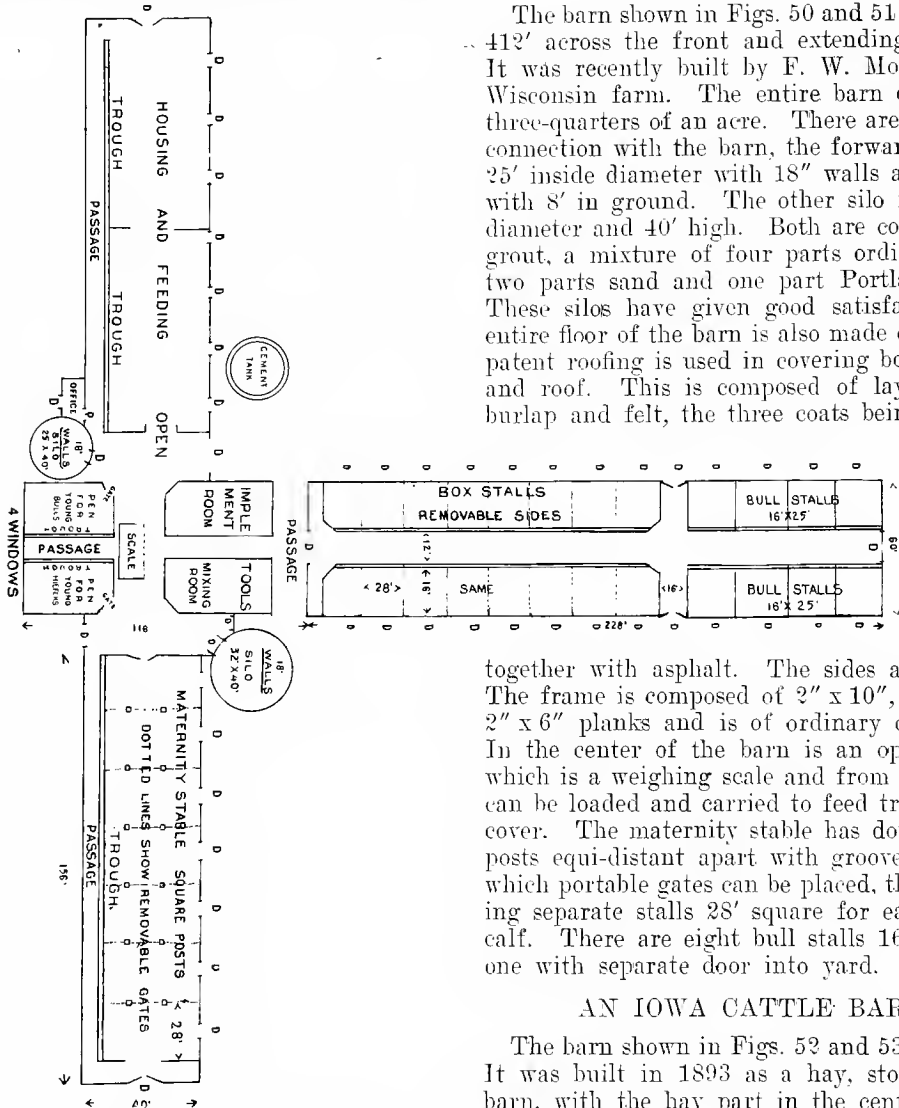 The barn shown in Figs. 50 and 51
412' across the front and extending
It was recently built by F. W. Mo
Wisconsin farm. The entire barn
three-quarters of an acre. There are
connection with the barn, the forwar
25' inside diameter with 18" walls a
with 8' in ground. The other silo
diameter and 40' high. Both are co
grout, a mixture of four parts ordi
two parts sand and one part Portla
These silos have given good satisfa
entire floor of the barn is also made
patent roofing is used in covering bo
and roof. This is composed of lay
burlap and felt, the three coats bein
HOUSING AND FEEDING OPEN
TROUGH TROUGH
PASSAGE
CEMENT
TANK
OFFICE
18'
WALLS
SILO
25'X40'
GATE
PEN
FOR
YOUNG
BULLS
TROUGH
PASSAGE
TROUGH
PEN
FOR
YOUNG
HEIFERS
GATE
4 WINDOWS
SCALE
116
IMPLE
MENT
ROOM
TOOLS
MIXING
ROOM
PASSAGE
18'
WALLS
SILO
32'X40'
BOX STALLS
REMOVABLE SIDES
<12'>
<16'>
<28'> SAME
<16'>
BULL STALLS
16'X25'
BULL STALLS
16'X 25'
60'
228'
MATERNITY STABLE SQUARE POSTS <28'>
DOTTED LINES SHOW REMOVABLE GATES
TROUGH
PASSAGE
156'
together with asphalt. The sides a
The frame is composed of 2" x 10",
2" x 6" planks and is of ordinary
In the center of the barn is an op
which is a weighing scale and from
can be loaded and carried to feed tr
cover. The maternity stable has do
posts equi-distant apart with groove
which portable gates can be placed, th
ing separate stalls 28' square for ea
calf. There are eight bull stalls 16
one with separate door into yard.
AN IOWA CATTLE BAR
The barn shown in Figs. 52 and 53
It was built in 1893 as a hay, sto
barn, with the hay part in the cent